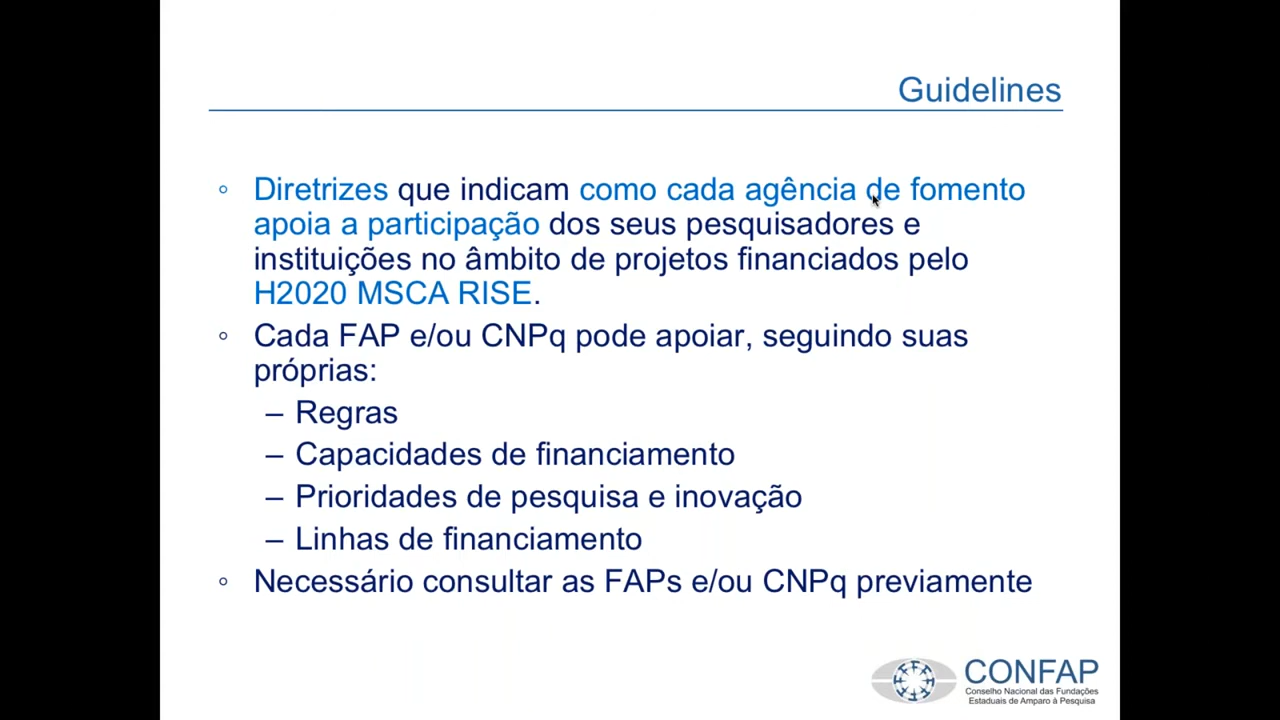 Guidelines
◦ Diretrizes que indicam como cada agência de fomento
apoia a participação dos seus pesquisadores e
instituições no âmbito de projetos financiados pelo
H2020 MSCA RISE.
◦ Cada FAP e/ou CNPq pode apoiar, seguindo suas
próprias:
– Regras
– Capacidades de financiamento
– Prioridades de pesquisa e inovação
– Linhas de financiamento
◦ Necessário consultar as FAPs e/ou CNPq previamente
CONFAP
Conselho Nacional das Fundações
Estaduais de Amparo à Pesquisa